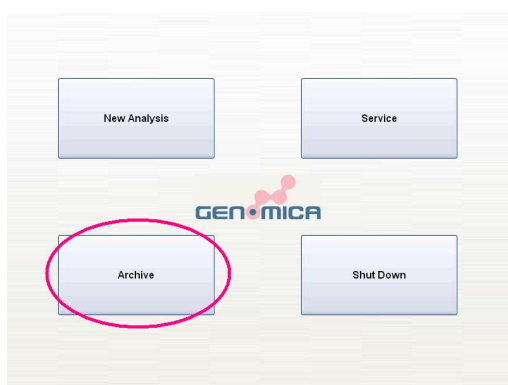 New Analysis
Service
GENOMICA
Archive
Shut Down